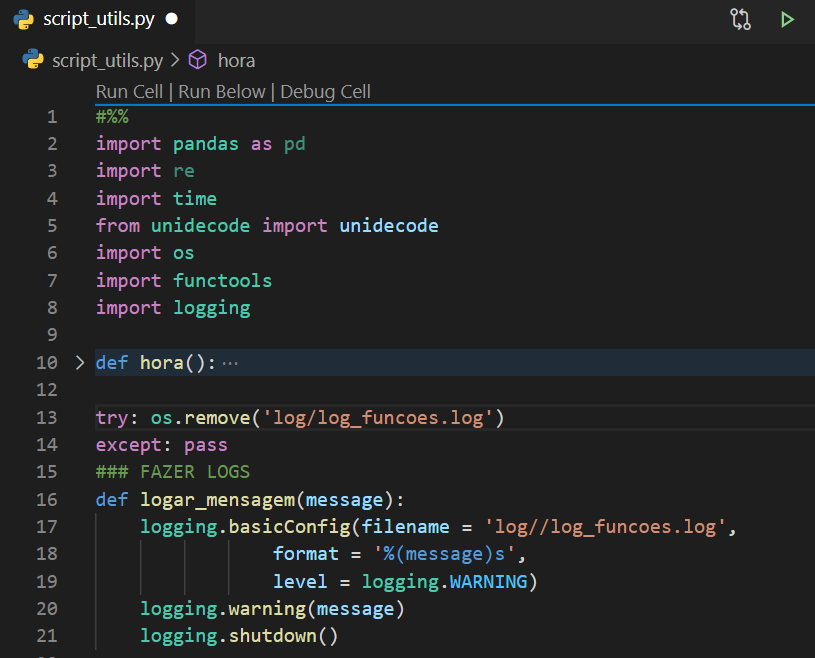 script_utils.py
script_utils.py > hora
Run Cell | Run Below | Debug Cell
1 #%%
2 import pandas as pd
3 import re
4 import time
5 from unidecode import unidecode
6 import os
7 import functools
8 import logging
9
10 > def hora(): ···
12
13 try: os.remove('log/log_funcoes.log')
14 except: pass
15 ### FAZER LOGS
16 def logar_mensagem(message):
17     logging.basicConfig(filename = 'log//log_funcoes.log',
18                 format = '%(message)s',
19                 level = logging.WARNING)
20     logging.warning(message)
21     logging.shutdown()